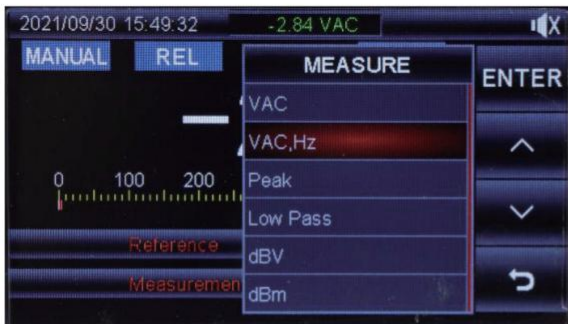 2021/09/30 15:49:32 -2.84 VAC
MANUAL REL
MEASURE
ENTER
VAC
VAC,Hz
Peak
0 100 200
Low Pass
Reference
dBV
Measuremen
dBm